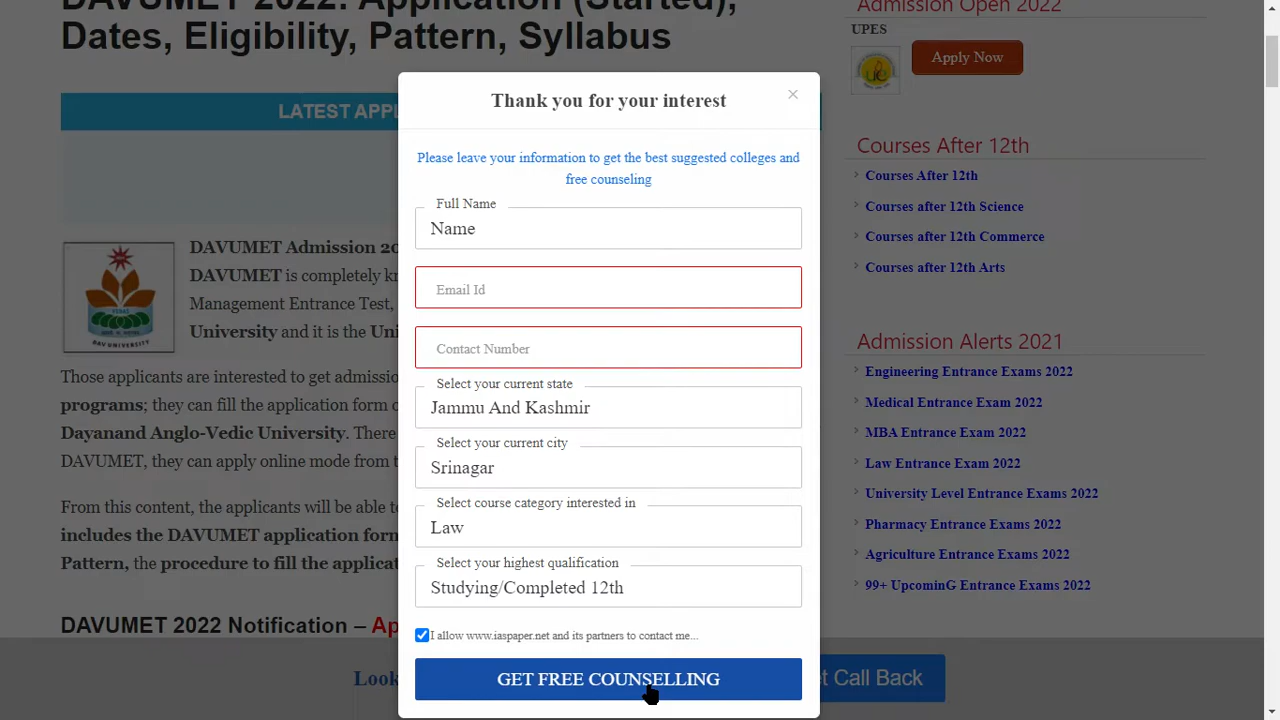 DAVUMET 2022: Application (Started),
Dates, Eligibility, Pattern, Syllabus
LATEST APPL
DAVUMET Admission 20
DAVUMET is completely kn
Management Entrance Test,
University and it is the Uni
DAV UNIVERSITY
Those applicants are interested to get admissio
programs; they can fill the application form o
Dayanand Anglo-Vedic University. There
DAVUMET, they can apply online mode from t
From this content, the applicants will be able to
includes the DAVUMET application form
Pattern, the procedure to fill the applicat
DAVUMET 2022 Notification – Ap
Look
Thank you for your interest
×
Please leave your information to get the best suggested colleges and
free counseling
Full Name
Name
Email Id
Contact Number
Select your current state
Jammu And Kashmir
Select your current city
Srinagar
Select course category interested in
Law
Select your highest qualification
Studying/Completed 12th
I allow www.iaspaper.net and its partners to contact me...
GET FREE COUNSELLING
t Call Back
Admission Open 2022
UPES
Apply Now
Courses After 12th
Courses After 12th
Courses after 12th Science
Courses after 12th Commerce
Courses after 12th Arts
Admission Alerts 2021
Engineering Entrance Exams 2022
Medical Entrance Exam 2022
MBA Entrance Exam 2022
Law Entrance Exam 2022
University Level Entrance Exams 2022
Pharmacy Entrance Exams 2022
Agriculture Entrance Exams 2022
99+ UpcominG Entrance Exams 2022